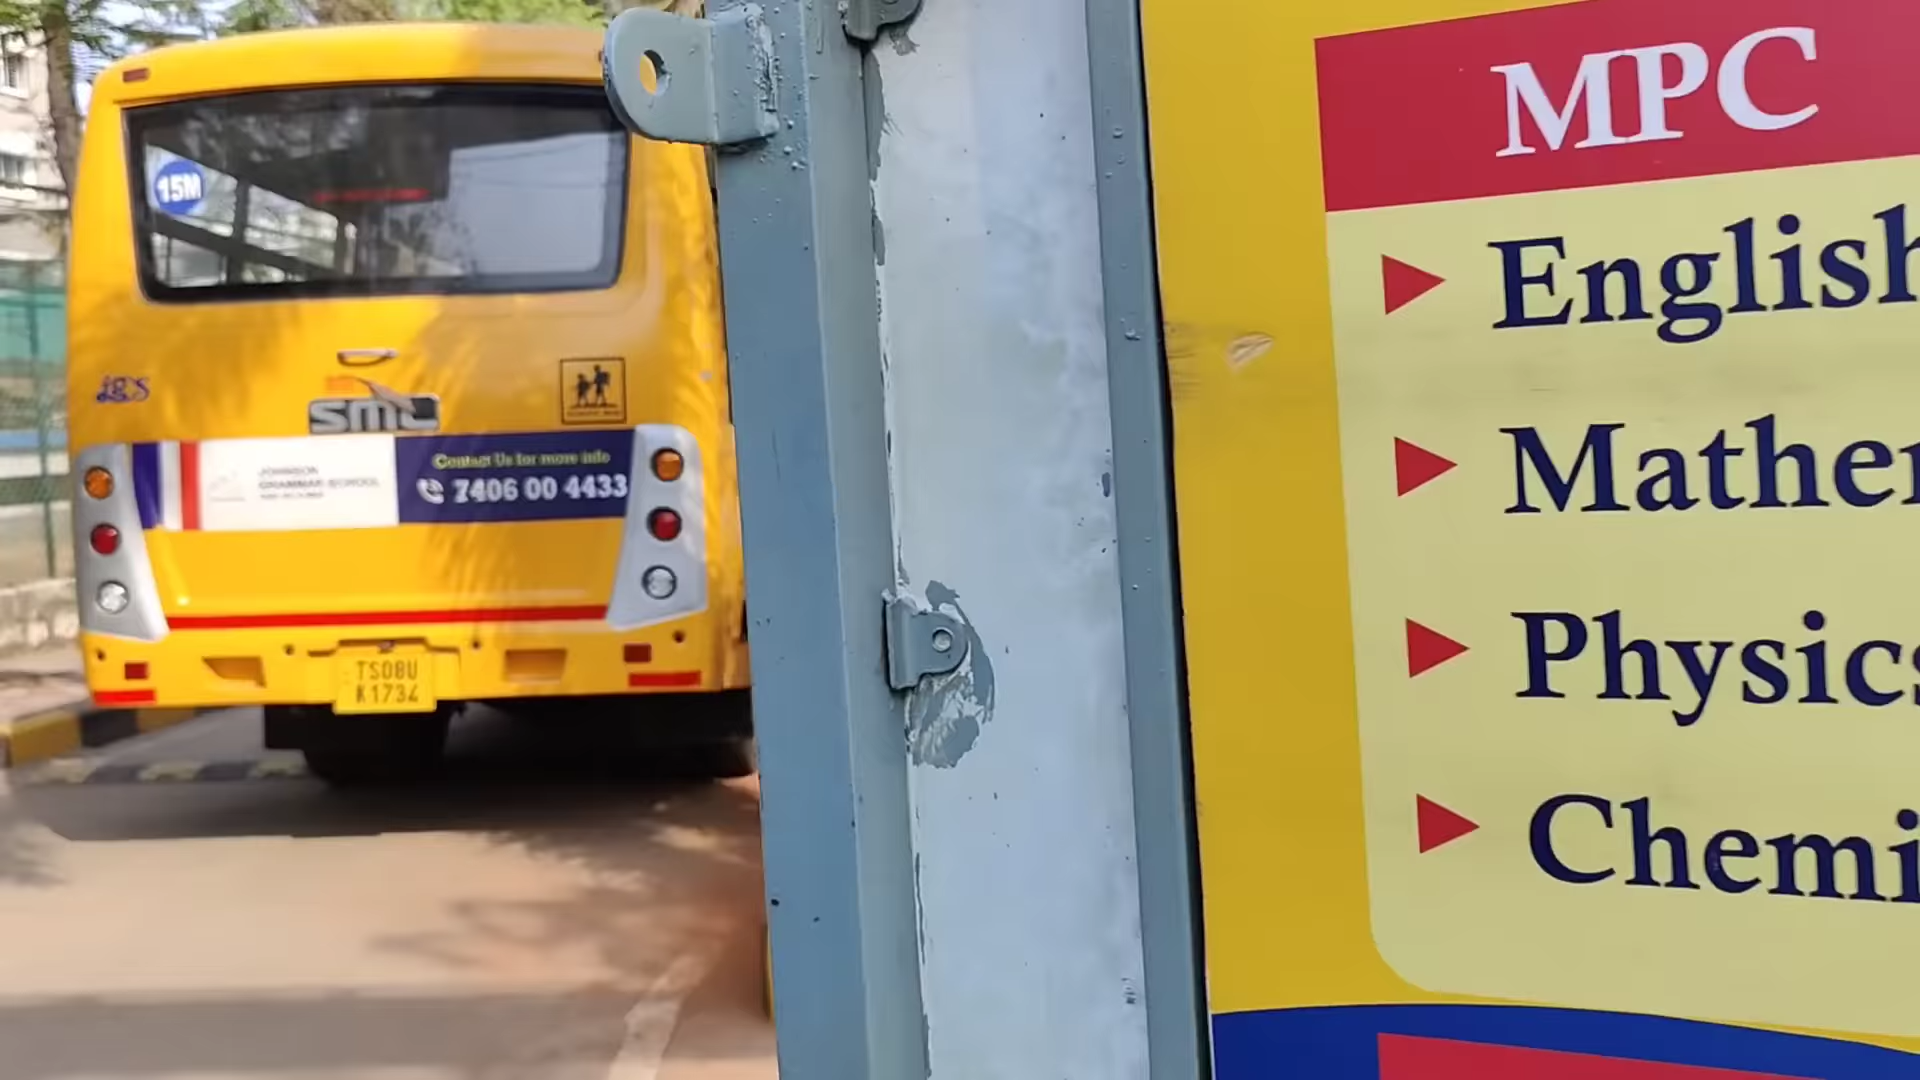 15M
SML
JOHNSON
GRAMMAR SCHOOL
Contact Us for more info
7406 00 4433
TS08U
K1734
MPC
English
Mathe
Physics
Chemi